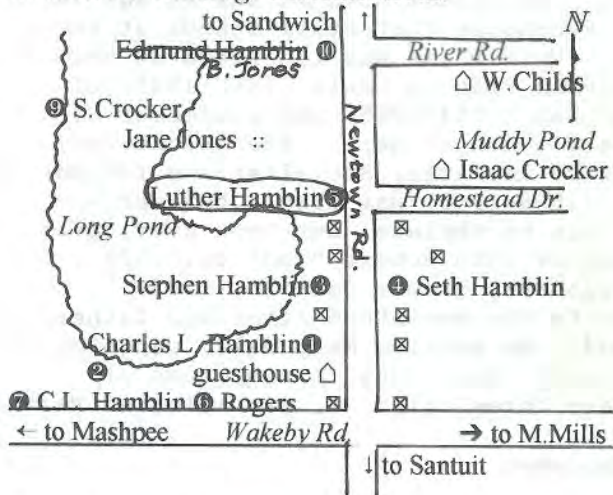 to Sandwich ↑ N
Edmund Hamblin ⑩ River Rd.
B. Jones
⌂ W.Childs
⑨ S.Crocker
Jane Jones :: Muddy Pond
⌂ Isaac Crocker
Luther Hamblin ⑤ Homestead Dr.
Newtown Rd.
Long Pond
Stephen Hamblin ③ ④ Seth Hamblin
Charles L. Hamblin ①
② guesthouse ⌂
⑦ C.L. Hamblin ⑥ Rogers
← to Mashpee Wakeby Rd. → to M.Mills
↓ to Santuit